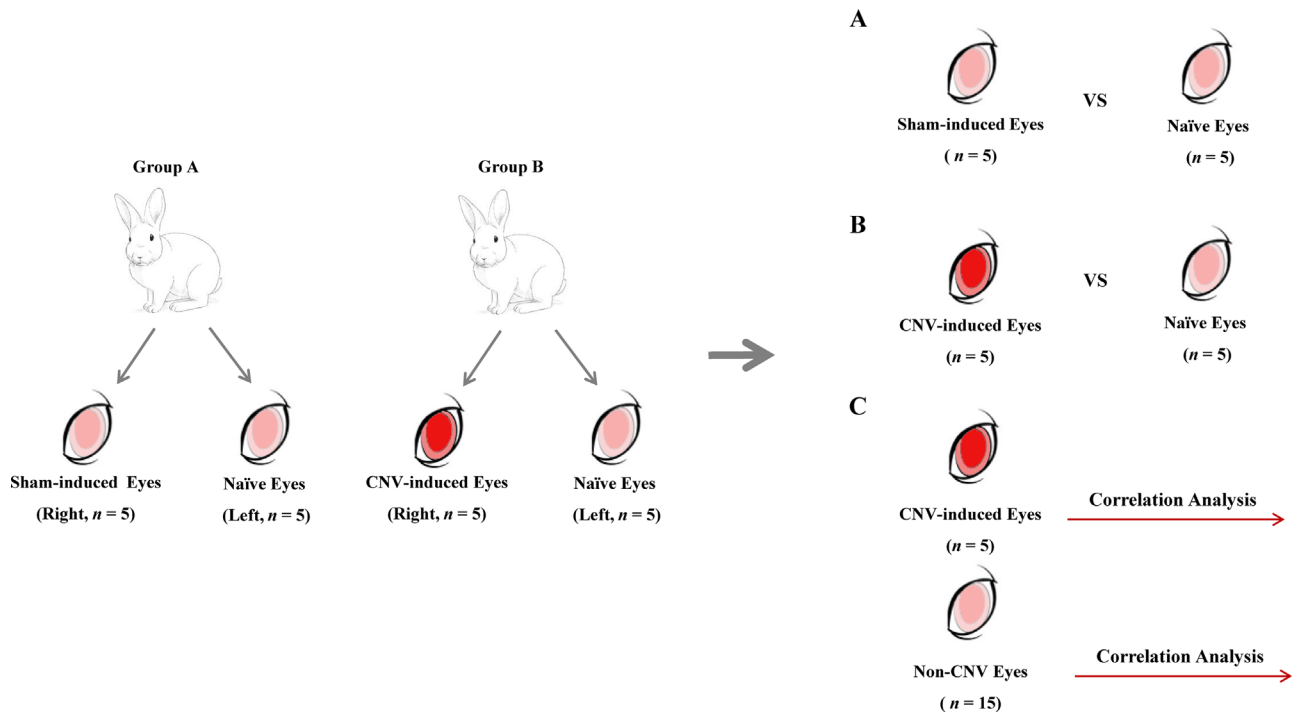 Group A
Group B
Sham-induced Eyes
(Right, n = 5)
Naïve Eyes
(Left, n = 5)
CNV-induced Eyes
(Right, n = 5)
Naïve Eyes
(Left, n = 5)
A
Sham-induced Eyes
( n = 5)
VS
Naïve Eyes
(n = 5)
B
CNV-induced Eyes
(n = 5)
VS
Naïve Eyes
(n = 5)
C
CNV-induced Eyes
(n = 5)
Correlation Analysis
Non-CNV Eyes
( n = 15)
Correlation Analysis